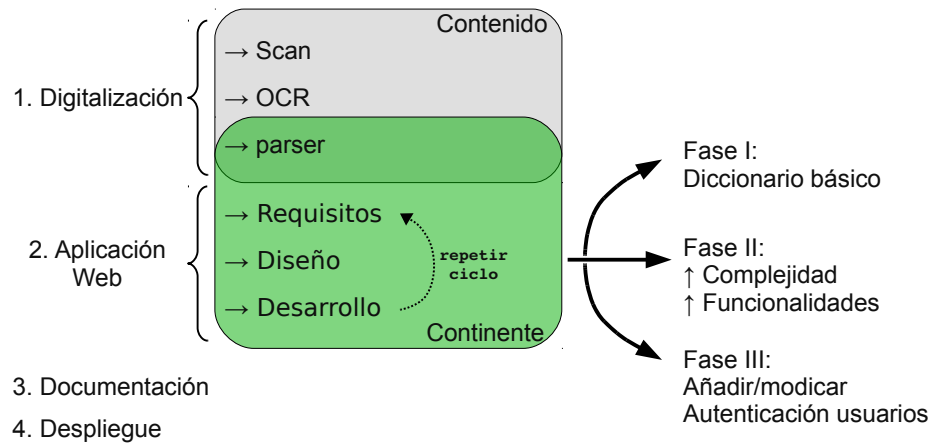 Contenido
→ Scan
1. Digitalización
→ OCR
→ parser
Fase I:
Diccionario básico
→ Requisitos
2. Aplicación
Web
→ Diseño
repetir
ciclo
Fase II:
↑ Complejidad
↑ Funcionalidades
→ Desarrollo
Continente
Fase III:
Añadir/modicar
Autenticación usuarios
3. Documentación
4. Despliegue